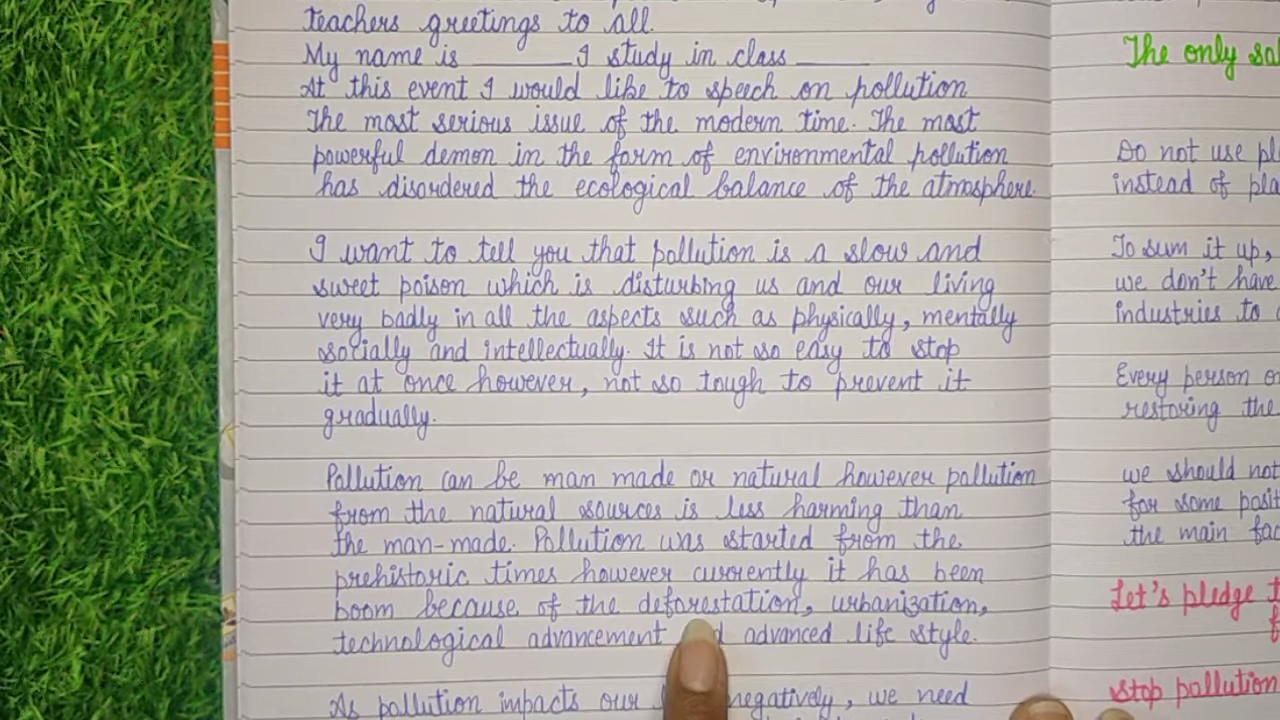 teachers greetings to all.
My name is ______ I study in class ______
At this event I would like to speech on pollution
The most serious issue of the modern time. The most
powerful demon in the form of environmental pollution
has disordered the ecological balance of the atmosphere.
I want to tell you that pollution is a slow and
sweet poison which is disturbing us and our living
very badly in all the aspects such as physically, mentally
socially and intellectually. It is not so easy to stop
it at once however, not so tough to prevent it
gradually.
Pollution can be man made or natural however pollution
from the natural sources is less harming than
the man-made. Pollution was started from the
prehistoric times however currently it has been
boom because of the deforestation, urbanization,
technological advancement advanced life style.
As pollution impacts our negatively, we need
The only
Do not use
instead of
To sum it up,
we don't have
industries to
Every person
restoring the
we should not
for some
the main
Let's pledge
stop pollution